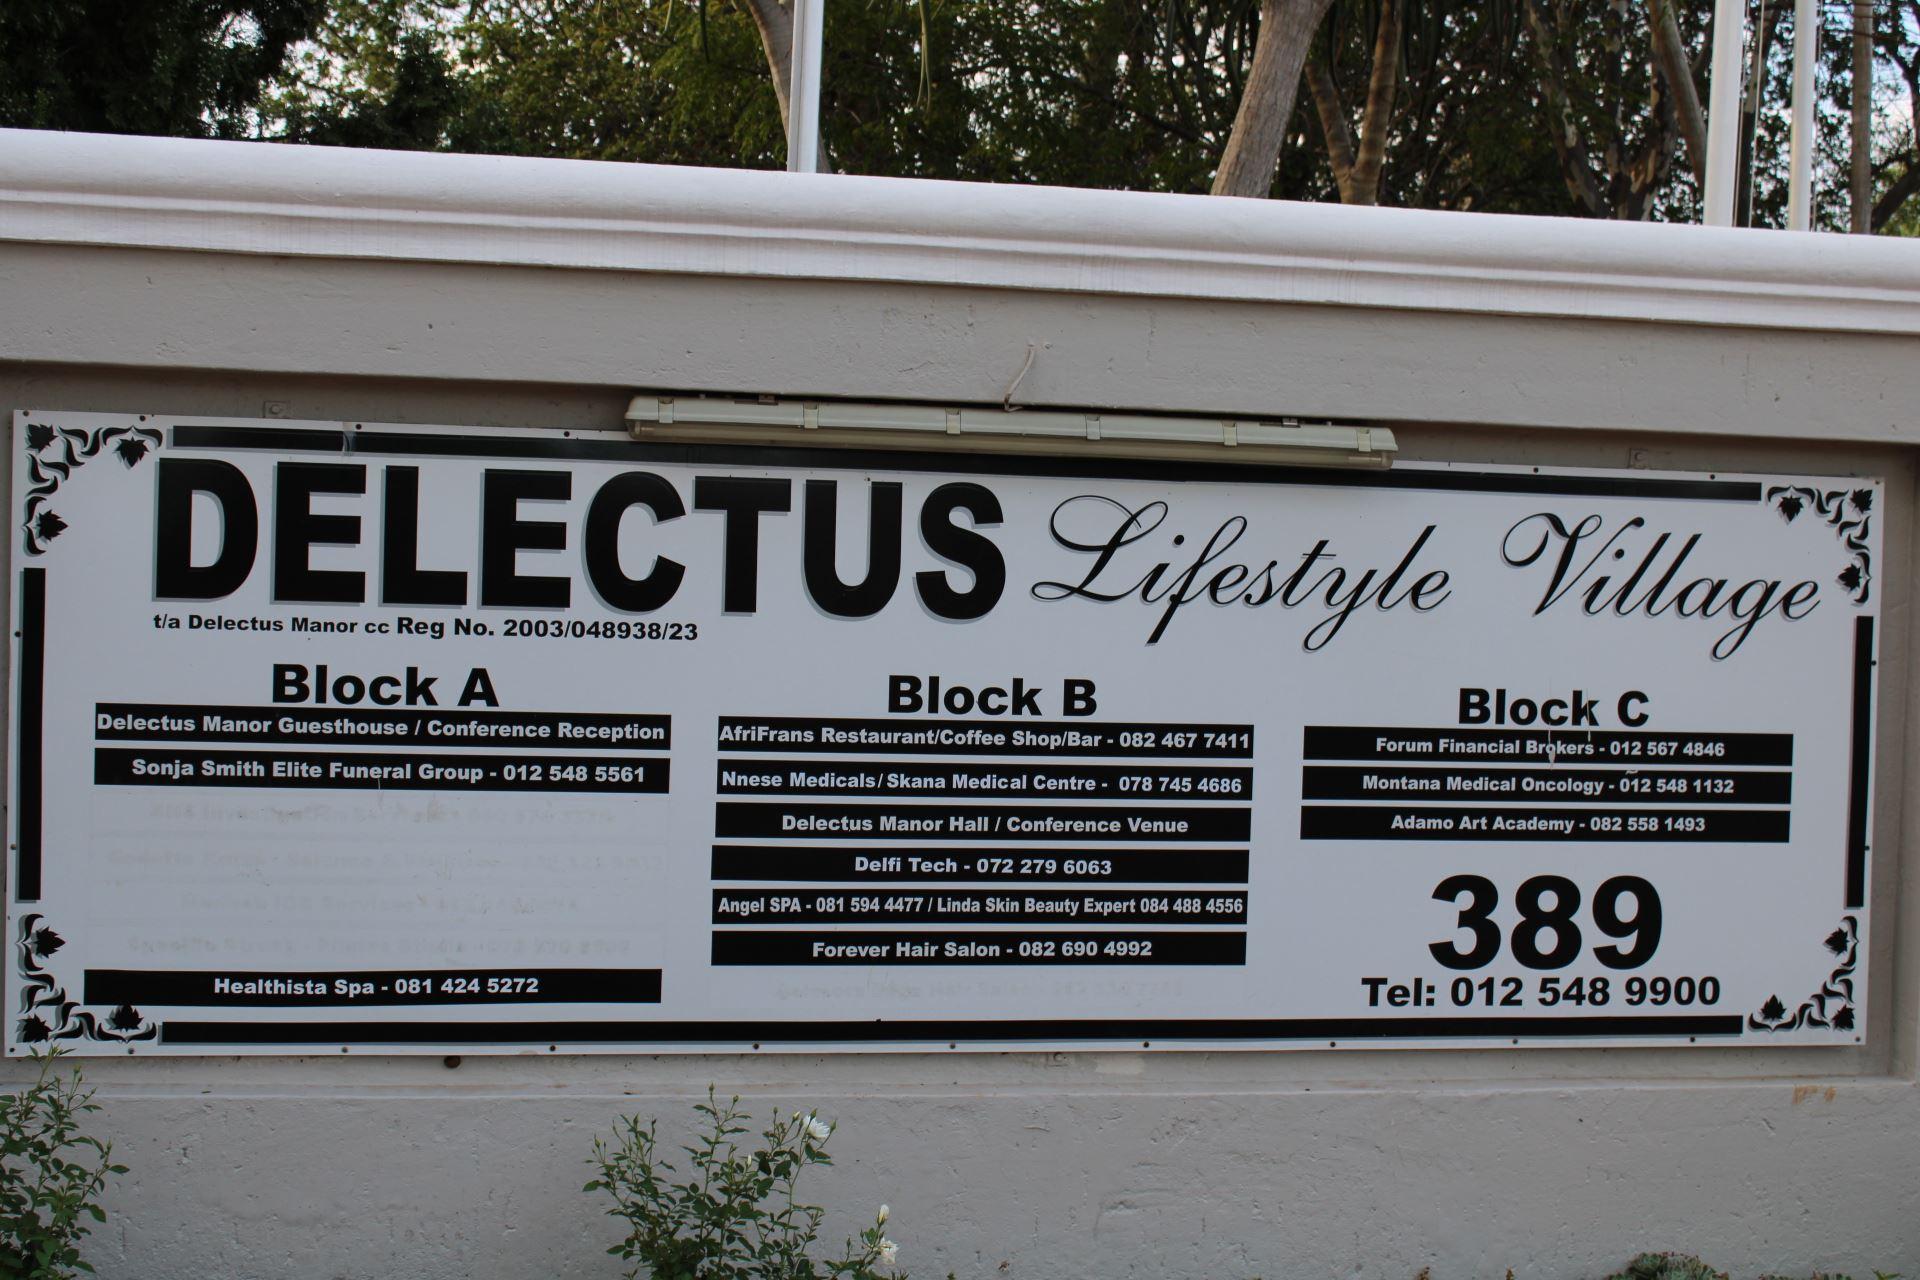 DELECTUS Lifestyle Village
t/a Delectus Manor cc Reg No. 2003/048938/23
Block A
Delectus Manor Guesthouse / Conference Reception
Sonja Smith Elite Funeral Group - 012 548 5561
Healthista Spa - 081 424 5272
Block B
AfriFrans Restaurant/Coffee Shop/Bar - 082 467 7411
Nnese Medicals/ Skana Medical Centre - 078 745 4686
Delectus Manor Hall / Conference Venue
Delfi Tech - 072 279 6063
Angel SPA - 081 594 4477 / Linda Skin Beauty Expert 084 488 4556
Forever Hair Salon - 082 690 4992
Block C
Forum Financial Brokers - 012 567 4846
Montana Medical Oncology - 012 548 1132
Adamo Art Academy - 082 558 1493
389
Tel: 012 548 9900